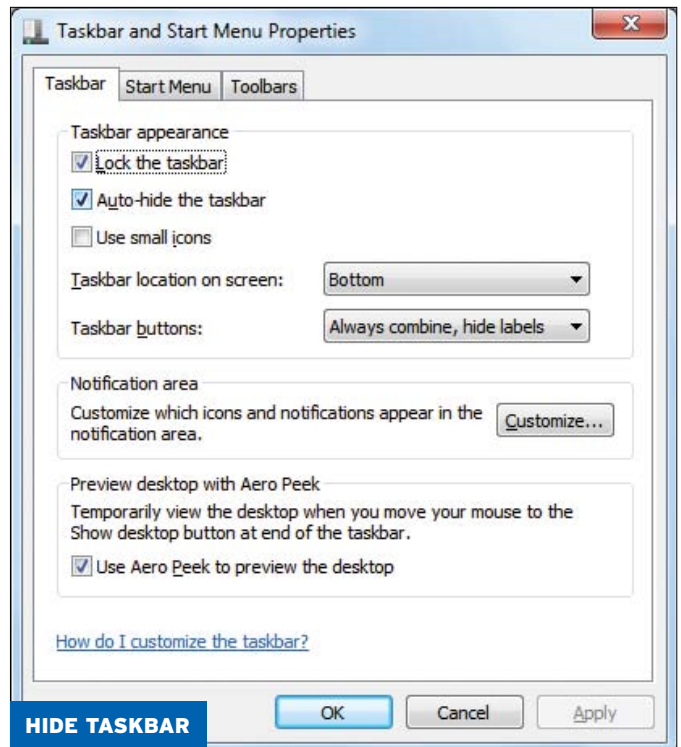 Taskbar and Start Menu Properties
Taskbar
Start Menu
Toolbars
Taskbar appearance
Lock the taskbar
Auto-hide the taskbar
Use small icons
Taskbar location on screen:
Bottom
Taskbar buttons:
Always combine, hide labels
Notification area
Customize which icons and notifications appear in the
notification area.
Customize...
Preview desktop with Aero Peek
Temporarily view the desktop when you move your mouse to the
Show desktop button at end of the taskbar.
Use Aero Peek to preview the desktop
How do I customize the taskbar?
OK
Cancel
Apply
HIDE TASKBAR